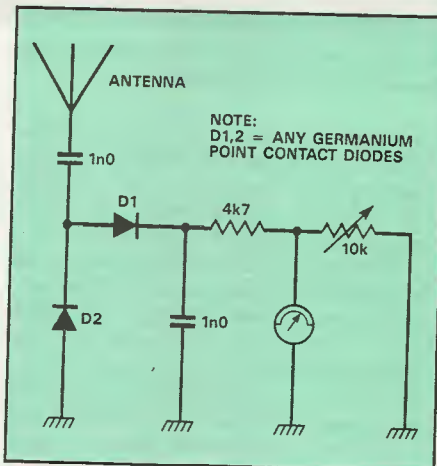 ANTENNA
NOTE:
D1,2 = ANY GERMANIUM
POINT CONTACT DIODES
1n0
D1
4k7
10k
D2
1n0